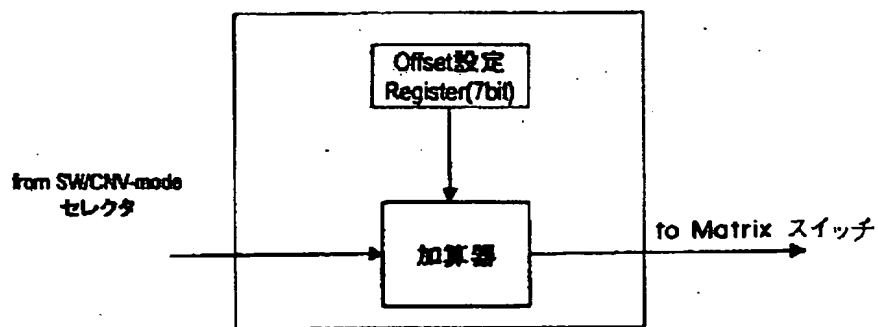 Offset設定
Register(7bit)
from SW/CNV-mode
セレクタ
加算器
to Matrix スイッチ